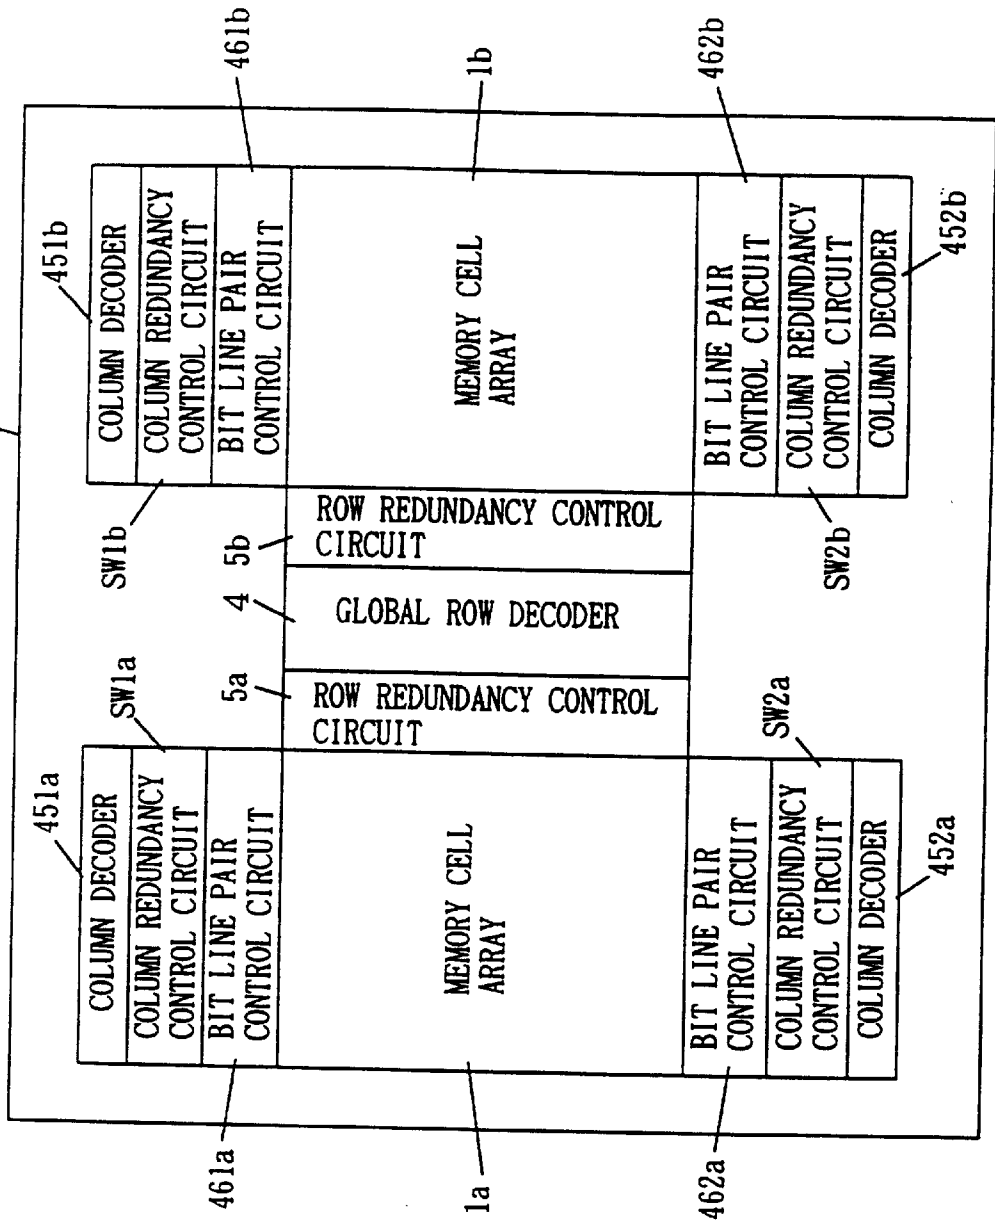 451a
COLUMN DECODER
SW1a
COLUMN REDUNDANCY
CONTROL CIRCUIT
461a
BIT LINE PAIR
CONTROL CIRCUIT
1a
MEMORY CELL
ARRAY
462a
BIT LINE PAIR
CONTROL CIRCUIT
SW2a
COLUMN REDUNDANCY
CONTROL CIRCUIT
COLUMN DECODER
452a
5a
ROW REDUNDANCY CONTROL
CIRCUIT
4
GLOBAL ROW DECODER
5b
ROW REDUNDANCY CONTROL
CIRCUIT
451b
COLUMN DECODER
SW1b
COLUMN REDUNDANCY
CONTROL CIRCUIT
461b
BIT LINE PAIR
CONTROL CIRCUIT
1b
MEMORY CELL
ARRAY
462b
BIT LINE PAIR
CONTROL CIRCUIT
SW2b
COLUMN REDUNDANCY
CONTROL CIRCUIT
COLUMN DECODER
452b